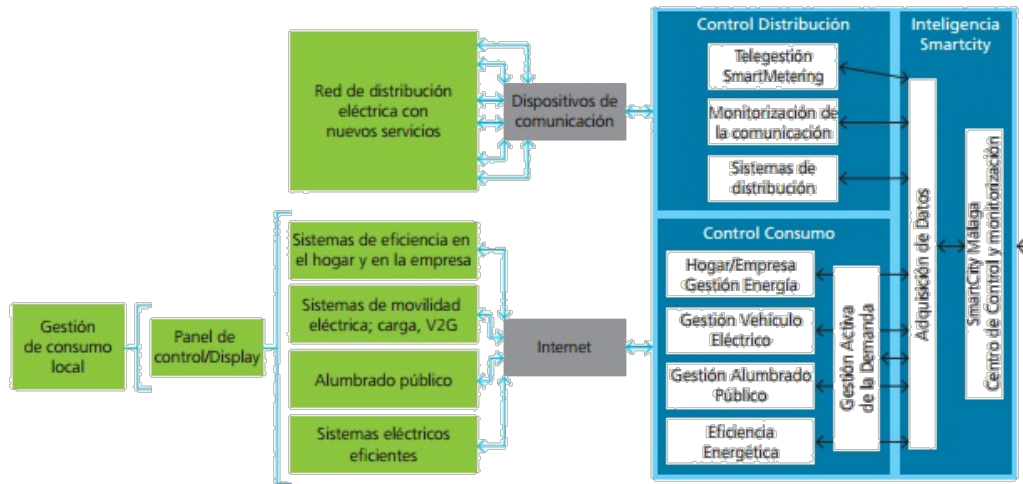 Control Distribución
Inteligencia
Smartcity
Telegestión
SmartMetering
Monitorización de
la comunicación
Sistemas de
distribución
Red de distribución
eléctrica con
nuevos servicios
Dispositivos de
comunicación
Control Consumo
Hogar/Empresa
Gestión Energía
Gestión Vehículo
Eléctrico
Gestión Alumbrado
Público
Eficiencia
Energética
Gestión Activa
de la Demanda
Adquisición de Datos
SmartCity Málaga
Centro de Control y monitorización
Sistemas de eficiencia en
el hogar y en la empresa
Sistemas de movilidad
eléctrica; carga, V2G
Alumbrado público
Sistemas eléctricos
eficientes
Internet
Gestión
de consumo
local
Panel de
control/Display